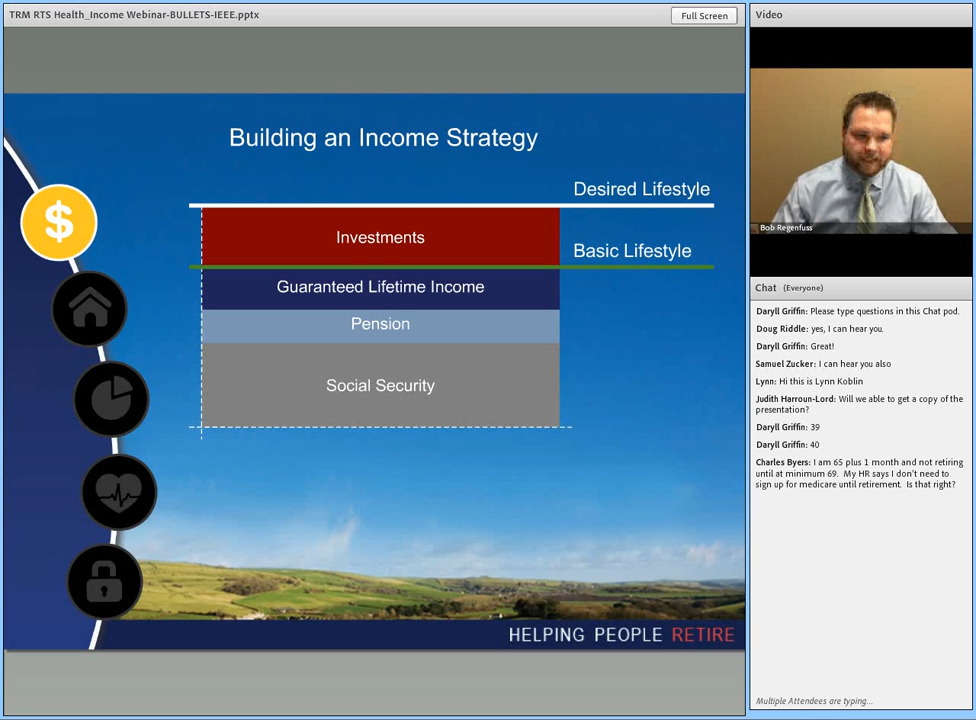 TRM RTS Health_Income Webinar-BULLETS-IEEE.pptx
Full Screen
Building an Income Strategy
$
Desired Lifestyle
Investments
Basic Lifestyle
Guaranteed Lifetime Income
Pension
Social Security
HELPING PEOPLE RETIRE
Video
Bob Regenfuss
Chat (Everyone)
Daryll Griffin: Please type questions in this Chat pod.
Doug Riddle: yes, I can hear you.
Daryll Griffin: Great!
Samuel Zucker: I can hear you also
Lynn: Hi this is Lynn Koblin
Judith Harroun-Lord: Will we able to get a copy of the
presentation?
Daryll Griffin: 39
Daryll Griffin: 40
Charles Byers: I am 65 plus 1 month and not retiring
until at minimum 69. My HR says I don't need to
sign up for medicare until retirement. Is that right?
Multiple Attendees are typing...